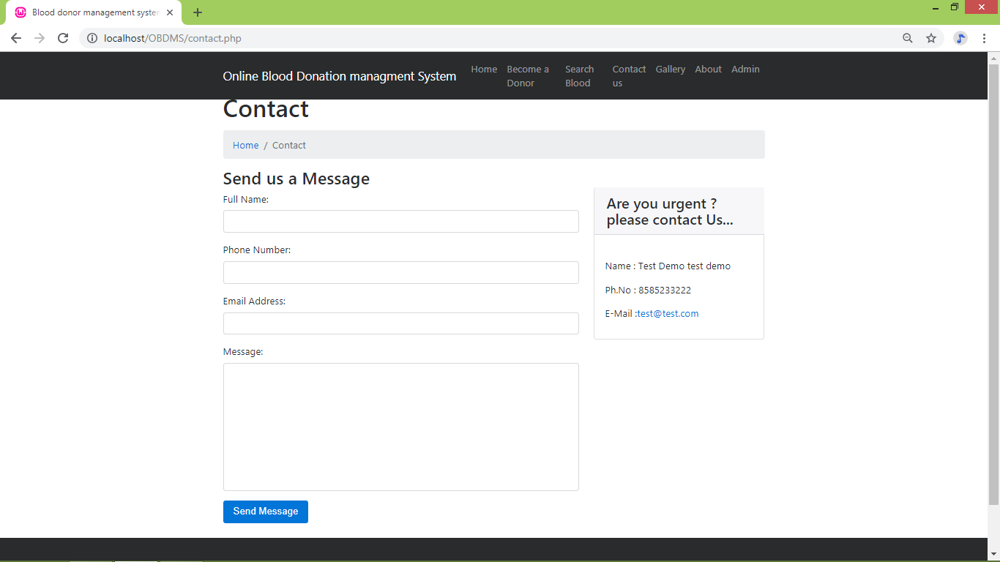 Blood donor management system
localhost/OBDMS/contact.php
Online Blood Donation managment System
Home
Become a
Donor
Search
Blood
Contact
us
Gallery
About
Admin
Contact
Home / Contact
Send us a Message
Full Name:
Phone Number:
Email Address:
Message:
Send Message
Are you urgent ?
please contact Us...
Name : Test Demo test demo
Ph.No : 8585233222
E-Mail :test@test.com